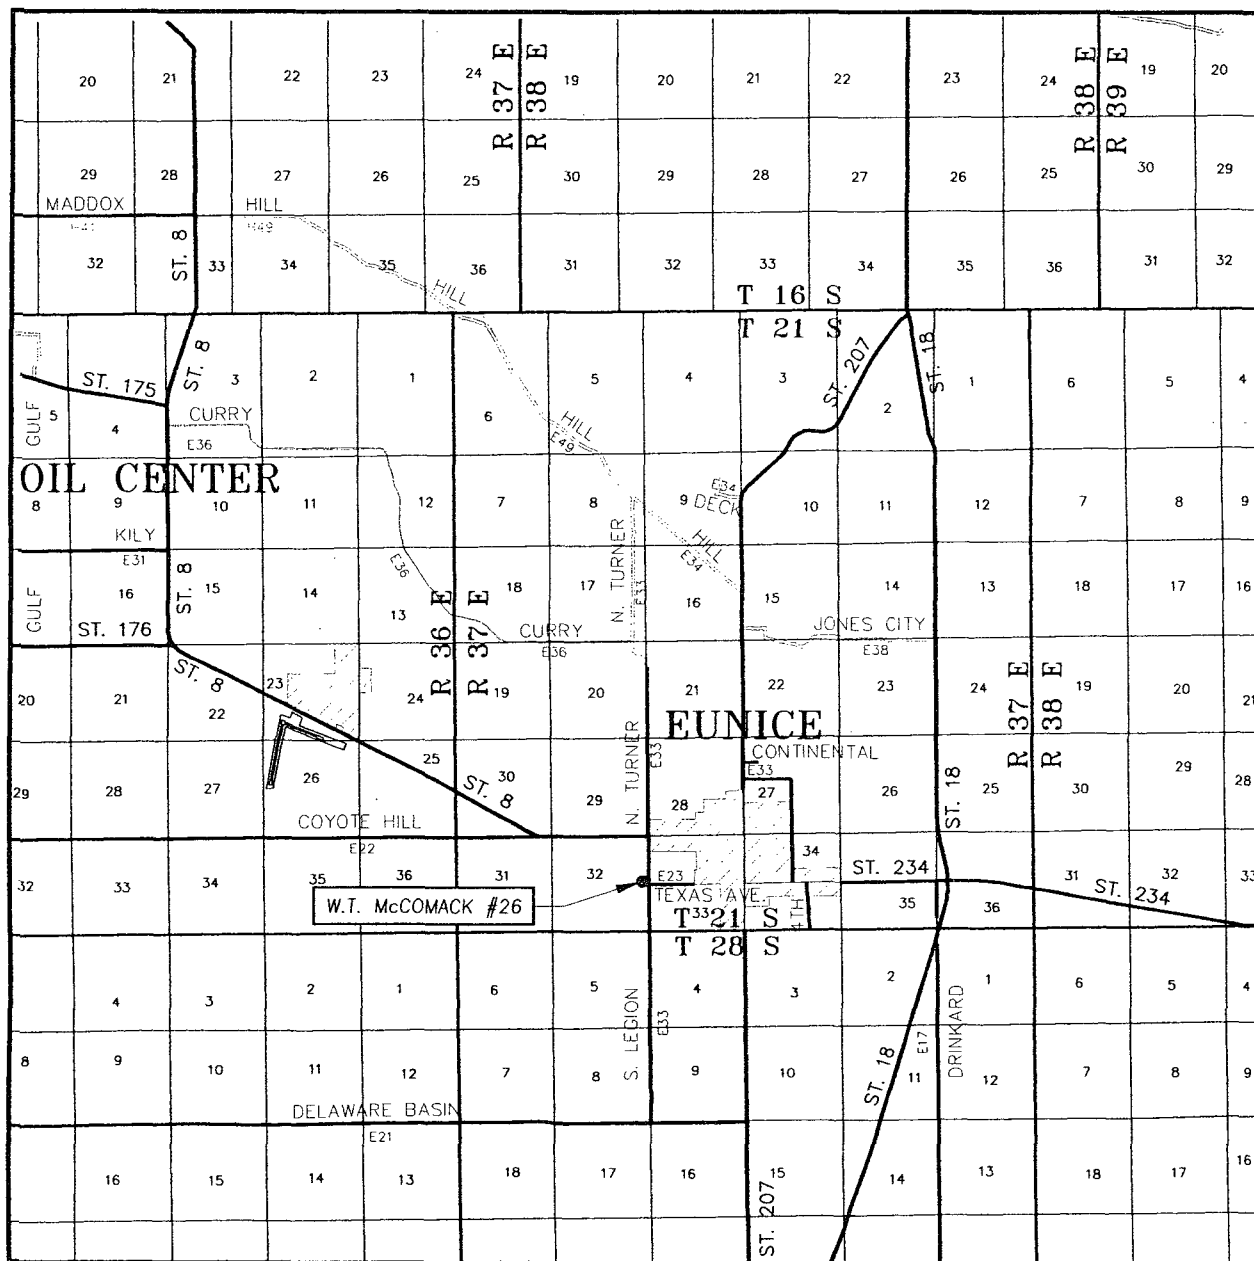 20 21 22 23 24 19 20 21 22 23 24 19 20
R 37 E
R 38 E
R 38 E
R 39 E
29 28 27 26 25 30 29 28 27 26 25 30 29
MADDOX HILL
H49
32 ST. 8 33 34 35 36 31 32 33 34 35 36 31 32
HILL
T 16 S
T 21 S
ST. 175
ST. 8
3 2 1 5 4 3 ST. 207 ST. 18 1 6 5 4
GULF 5 4 CURRY 6 2
E36
HILL
E49
OIL CENTER
8 9 10 11 12 7 8 9 10 11 12 7 8 9
E34
DECK
KILY
E31
N. TURNER
E33
HILL
E34
E36
GULF
16 ST. 8 15 14 13 18 17 16 15 14 13 18 17 16
ST. 176
R 36 E
R 37 E
CURRY
E36
JONES CITY
E38
ST. 8
20 21 22 23 24 19 20 21 22 23 24 19 20 21
R 37 E
R 38 E
EUNICE
N. TURNER
E33
CONTINENTAL
E33
29 28 27 26 25 30 29 28 27 26 25 30 29 28
ST. 8
ST. 18
COYOTE HILL
E22
32 33 34 35 36 31 32 34 35 36 31 32 33
E23
ST. 234
ST. 234
W.T. McCOMACK #26
TEXAS AVE.
4TH
33
T 21 S
T 28 S
4 3 2 1 6 5 4 3 2 1 6 5 4
S. LEGION
E33
E17
DRINKARD
8 9 10 11 12 7 8 9 10 11 12 7 8 9
ST. 18
DELAWARE BASIN
E21
16 15 14 13 18 17 16 15 14 13 18 17 16
ST. 207